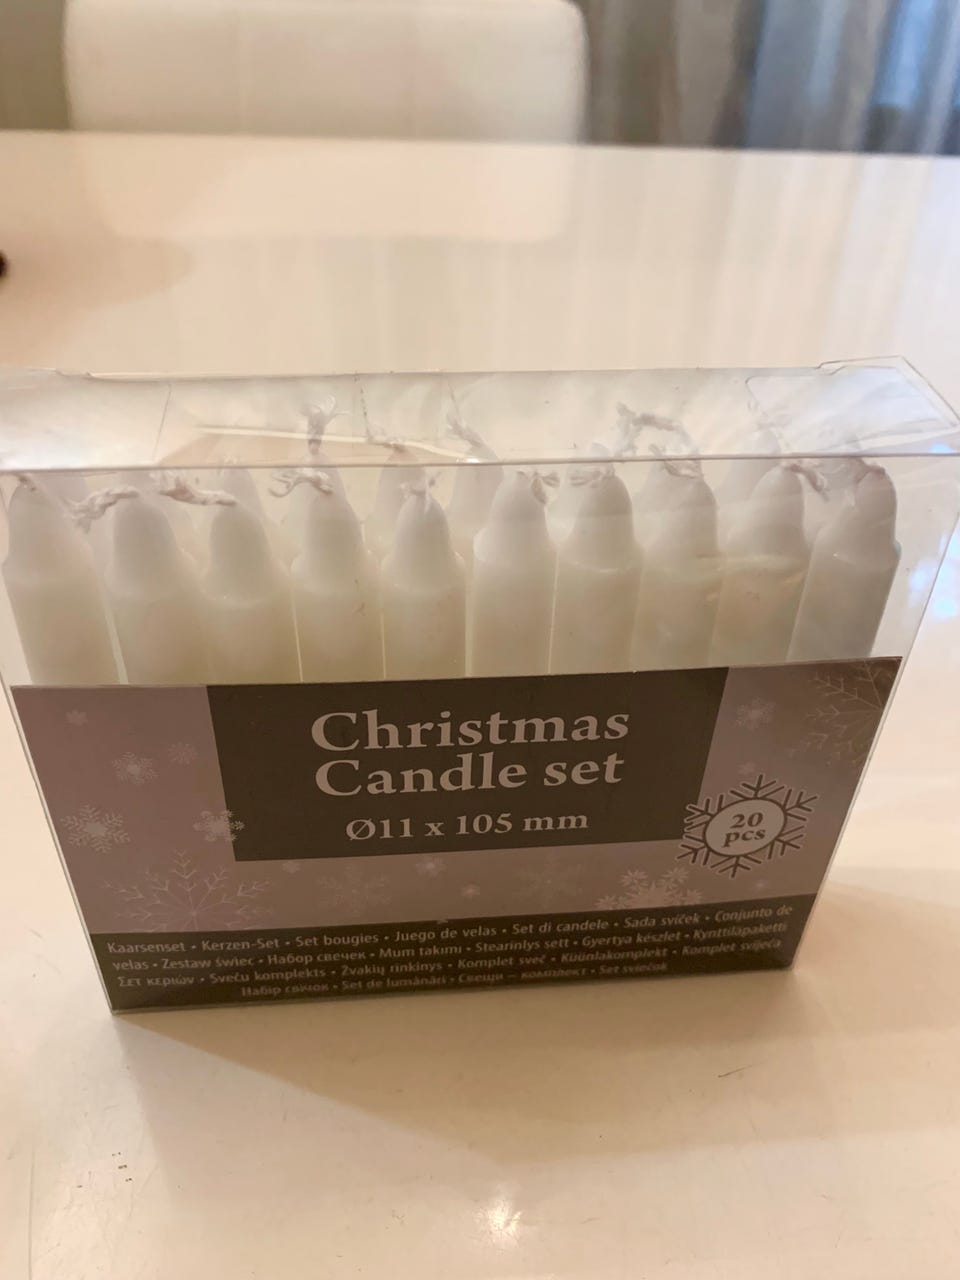 Christmas
Candle set
Ø11 x 105 mm
20
pcs
Kaarsenset • Kerzen-Set • Set bougies • Juego de velas • Set di candele • Sada svíček • Conjunto de
velas • Zestaw świec • Набор свечек • Mum takımı • Stearinlys sett • Gyertya készlet • Kynttiläpaketti
Σετ κεριών • Sveču komplekts • Žvakių rinkinys • Komplet sveč • Küünlakomplekt • Komplet svijeća
Набір свічок • Set de lumânări • Свещи – комплект • Set sviečok